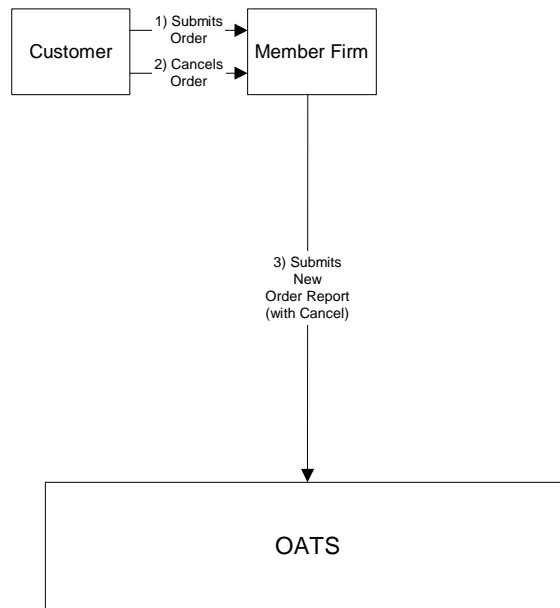 Customer
1) Submits
Order
2) Cancels
Order
Member Firm
3) Submits
New
Order Report
(with Cancel)
OATS